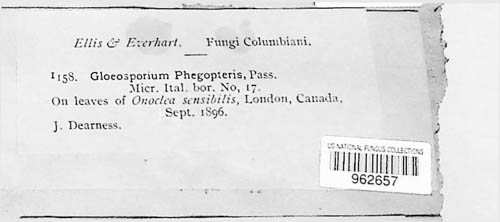 Ellis & Everhart. Fungi Columbiani.
1158. Gloeosporium Phegopteris, Pass.
Micr. Ital. bor. No, 17.
On leaves of Onoclea sensibilis, London, Canada,
Sept. 1896.
J. Dearness.
US NATIONAL FUNGUS COLLECTIONS
962657